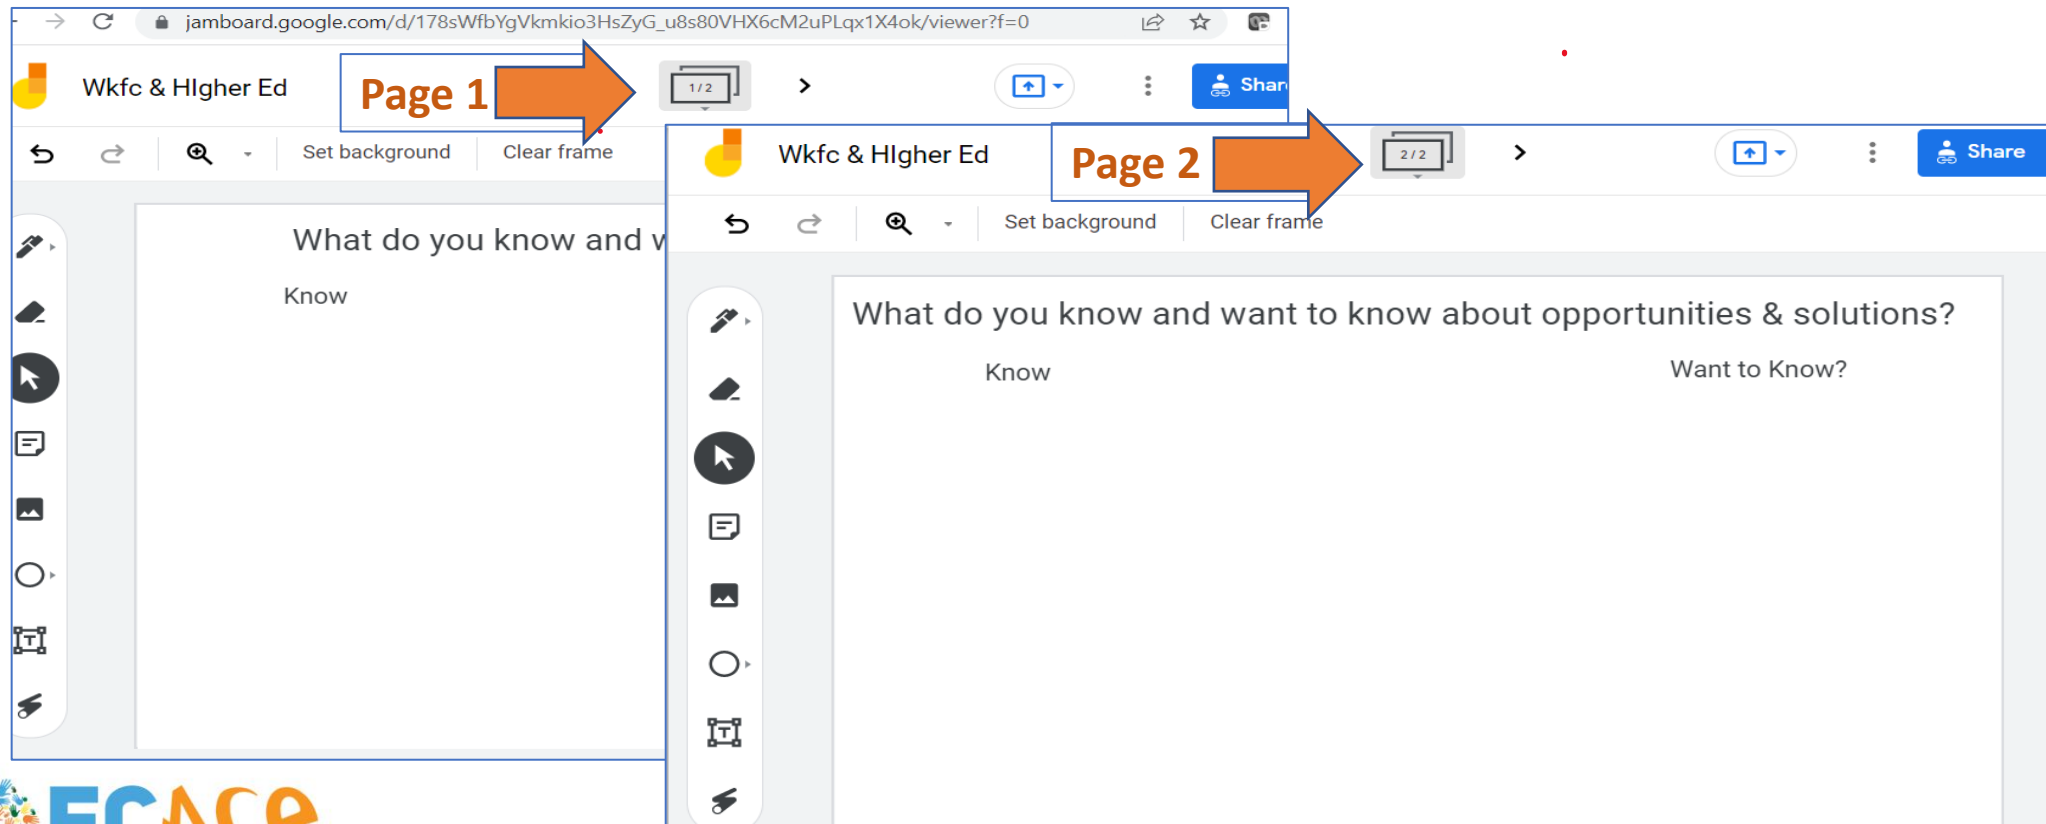 jamboard.google.com/d/178sWfbYgVkmkio3HsZyG_u8s80VHX6cM2uPLqx1X4ok/viewer?f=0
Wkfc & HIgher Ed
Page 1
1 / 2
Shar
Set background
Clear frame
What do you know and w
Know
Wkfc & HIgher Ed
Page 2
2 / 2
Share
Set background
Clear frame
What do you know and want to know about opportunities & solutions?
Know
Want to Know?
ECACe